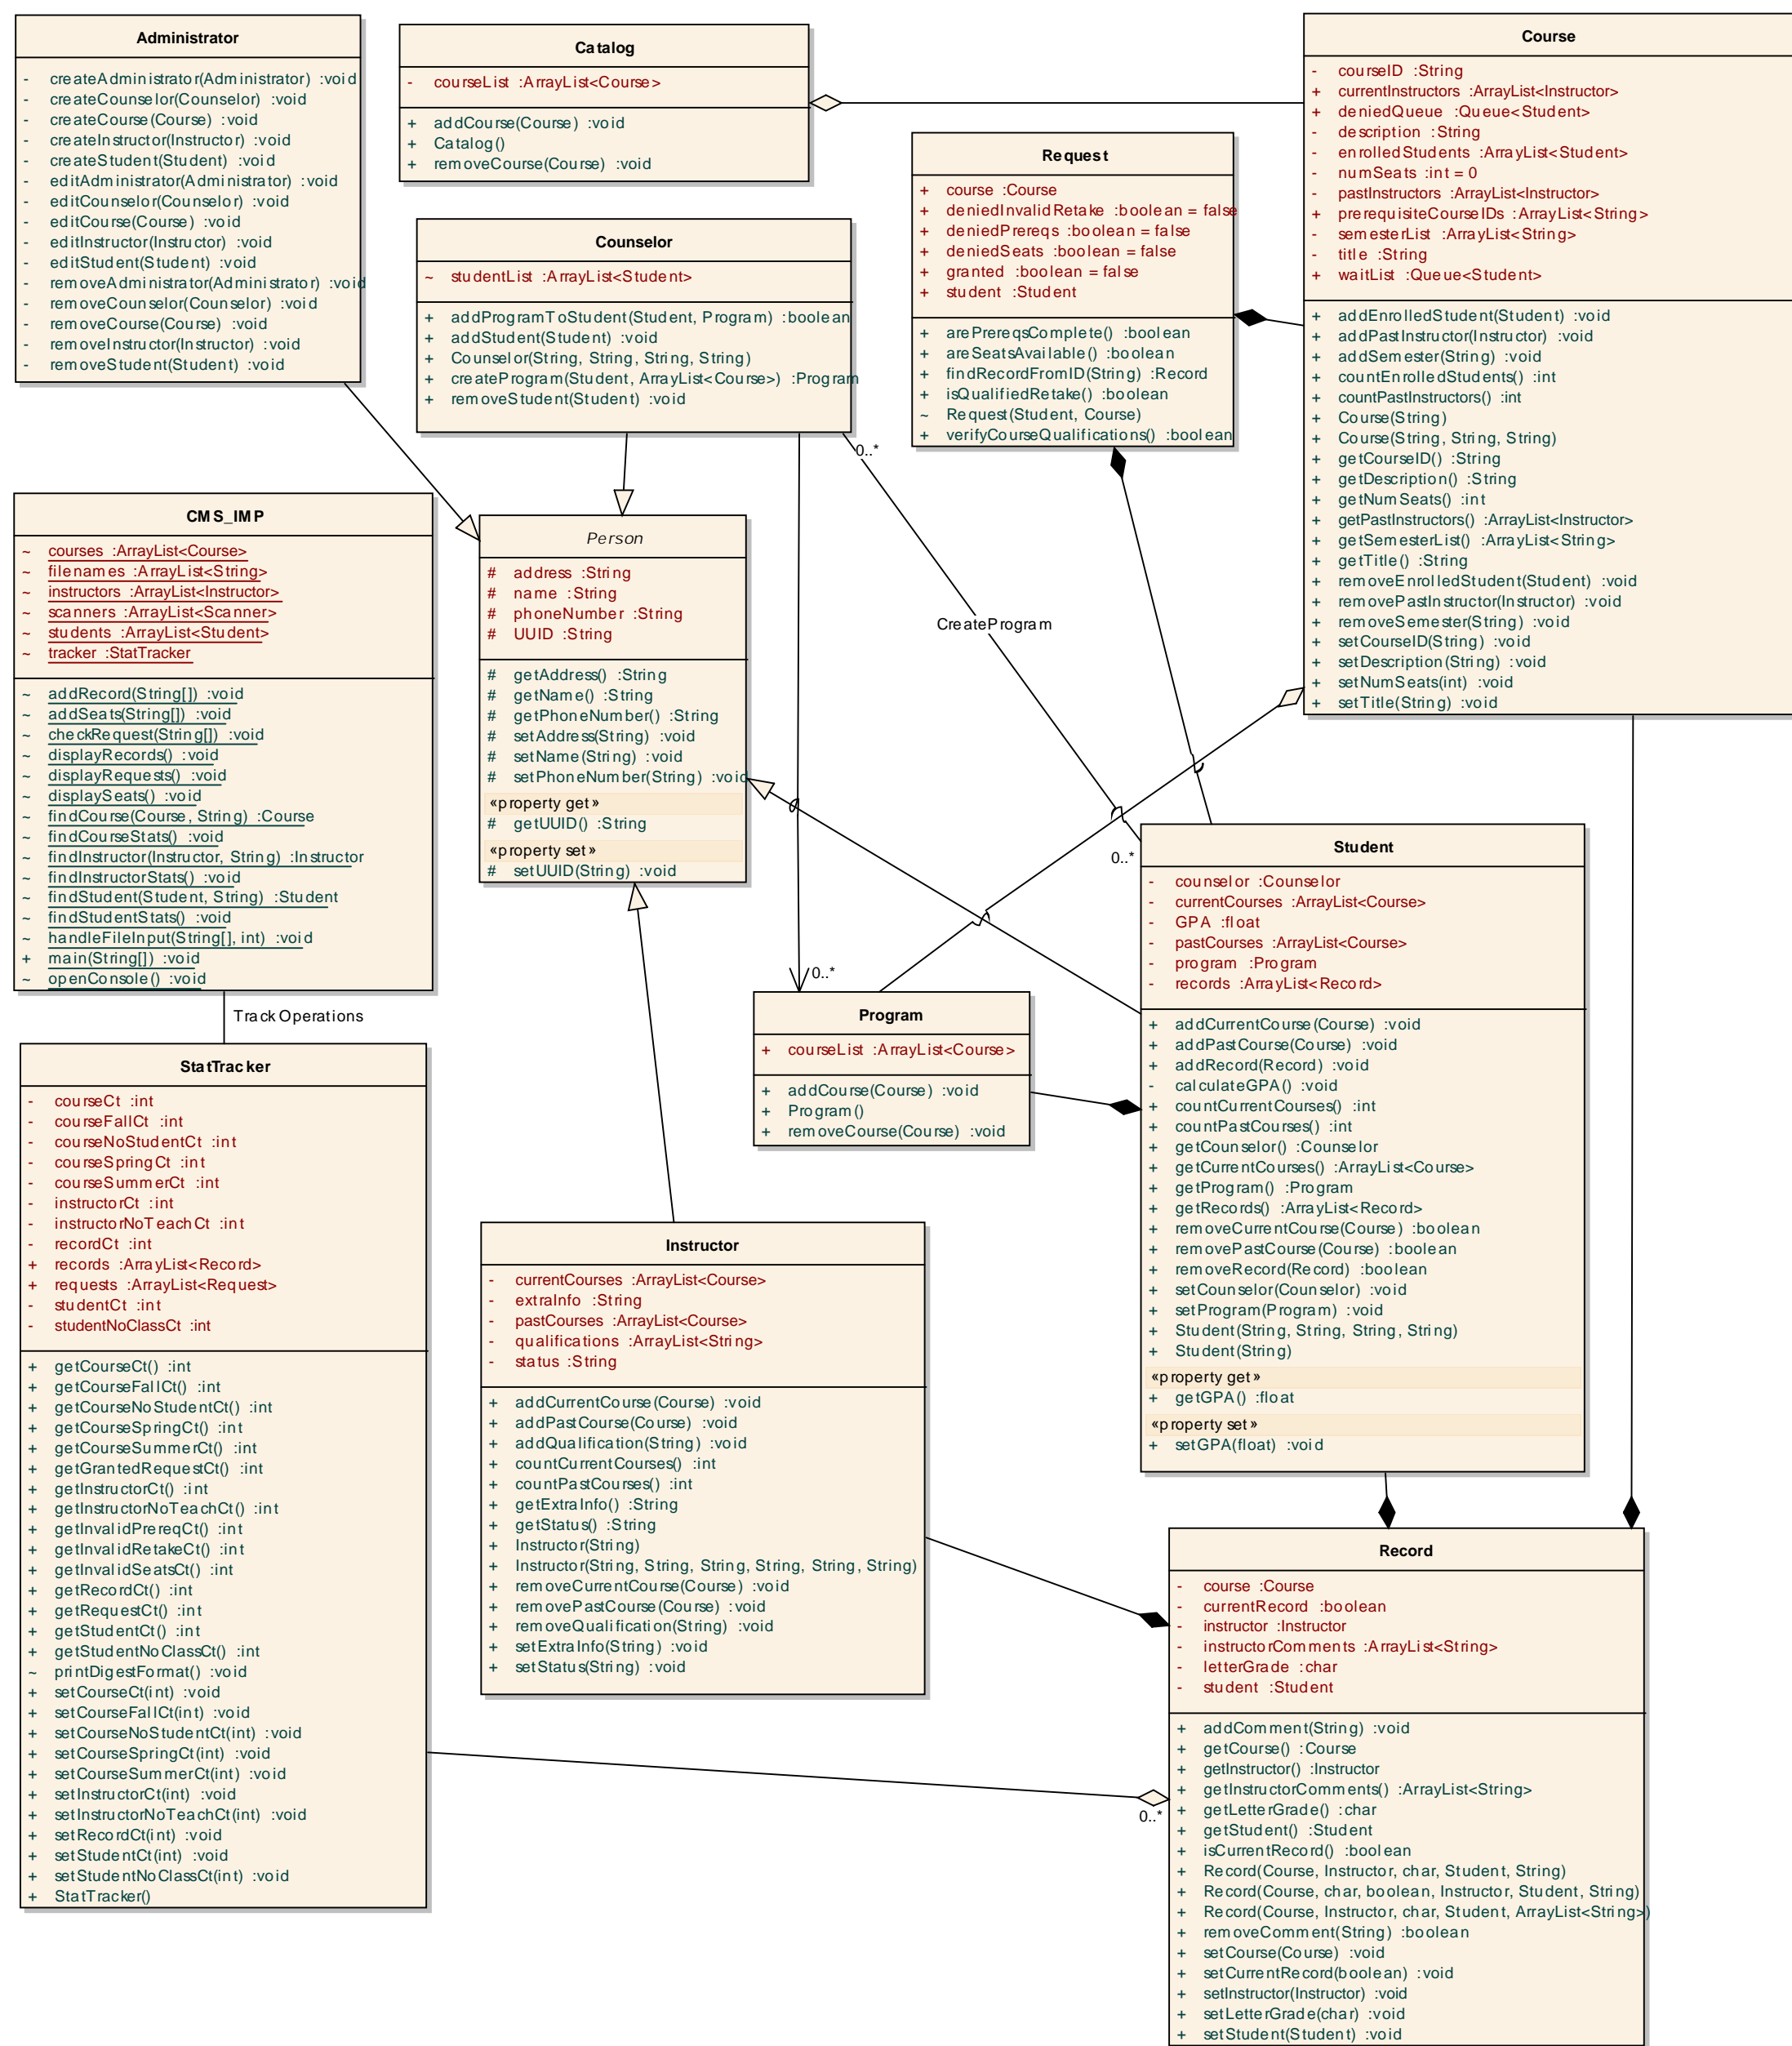 Administrator
- createAdministrator(Administrator) :void
- createCounselor(Counselor) :void
- createCourse(Course) :void
- createInstructor(Instructor) :void
- createStudent(Student) :void
- editAdministrator(Administrator) :void
- editCounselor(Counselor) :void
- editCourse(Course) :void
- editInstructor(Instructor) :void
- editStudent(Student) :void
- removeAdministrator(Administrator) :void
- removeCounselor(Counselor) :void
- removeCourse(Course) :void
- removeInstructor(Instructor) :void
- removeStudent(Student) :void
Catalog
- courseList :ArrayList<Course>
+ addCourse(Course) :void
+ Catalog()
+ removeCourse(Course) :void
Course
- courseID :String
+ currentInstructors :ArrayList<Instructor>
+ deniedQueue :Queue<Student>
- description :String
- enrolledStudents :ArrayList<Student>
- numSeats :int = 0
- pastInstructors :ArrayList<Instructor>
+ prerequisiteCourseIDs :ArrayList<String>
- semesterList :ArrayList<String>
- title :String
+ waitList :Queue<Student>
+ addEnrolledStudent(Student) :void
+ addPastInstructor(Instructor) :void
+ addSemester(String) :void
+ countEnrolledStudents() :int
+ countPastInstructors() :int
+ Course(String)
+ Course(String, String, String)
+ getCourseID() :String
+ getDescription() :String
+ getNumSeats() :int
+ getPastInstructors() :ArrayList<Instructor>
+ getSemesterList() :ArrayList<String>
+ getTitle() :String
+ removeEnrolledStudent(Student) :void
+ removePastInstructor(Instructor) :void
+ removeSemester(String) :void
+ setCourseID(String) :void
+ setDescription(String) :void
+ setNumSeats(int) :void
+ setTitle(String) :void
Request
+ course :Course
+ deniedInvalidRetake :boolean = false
+ deniedPrereqs :boolean = false
+ deniedSeats :boolean = false
+ granted :boolean = false
+ student :Student
+ arePrereqsComplete() :boolean
+ areSeatsAvailable() :boolean
+ findRecordFromID(String) :Record
+ isQualifiedRetake() :boolean
~ Request(Student, Course)
+ verifyCourseQualifications() :boolean
Counselor
~ studentList :ArrayList<Student>
+ addProgramToStudent(Student, Program) :boolean
+ addStudent(Student) :void
+ Counselor(String, String, String, String)
+ createProgram(Student, ArrayList<Course>) :Program
+ removeStudent(Student) :void
0..*
CreateProgram
0..*
0..*
CMS_IMP
~ courses :ArrayList<Course>
~ filenames :ArrayList<String>
~ instructors :ArrayList<Instructor>
~ scanners :ArrayList<Scanner>
~ students :ArrayList<Student>
~ tracker :StatTracker
~ addRecord(String[]) :void
~ addSeats(String[]) :void
~ checkRequest(String[]) :void
~ displayRecords() :void
~ displayRequests() :void
~ displaySeats() :void
~ findCourse(Course, String) :Course
~ findCourseStats() :void
~ findInstructor(Instructor, String) :Instructor
~ findInstructorStats() :void
~ findStudent(Student, String) :Student
~ findStudentStats() :void
~ handleFileInput(String[], int) :void
+ main(String[]) :void
~ openConsole() :void
Person
# address :String
# name :String
# phoneNumber :String
# UUID :String
# getAddress() :String
# getName() :String
# getPhoneNumber() :String
# setAddress(String) :void
# setName(String) :void
# setPhoneNumber(String) :void
«property get»
# getUUID() :String
«property set»
# setUUID(String) :void
Student
- counselor :Counselor
- currentCourses :ArrayList<Course>
- GPA :float
- pastCourses :ArrayList<Course>
- program :Program
- records :ArrayList<Record>
+ addCurrentCourse(Course) :void
+ addPastCourse(Course) :void
+ addRecord(Record) :void
- calculateGPA() :void
+ countCurrentCourses() :int
+ countPastCourses() :int
+ getCounselor() :Counselor
+ getCurrentCourses() :ArrayList<Course>
+ getProgram() :Program
+ getRecords() :ArrayList<Record>
+ removeCurrentCourse(Course) :boolean
+ removePastCourse(Course) :boolean
+ removeRecord(Record) :boolean
+ setCounselor(Counselor) :void
+ setProgram(Program) :void
+ Student(String, String, String, String)
+ Student(String)
«property get»
+ getGPA() :float
«property set»
+ setGPA(float) :void
Program
+ courseList :ArrayList<Course>
+ addCourse(Course) :void
+ Program()
+ removeCourse(Course) :void
Track Operations
StatTracker
- courseCt :int
- courseFallCt :int
- courseNoStudentCt :int
- courseSpringCt :int
- courseSummerCt :int
- instructorCt :int
- instructorNoTeachCt :int
- recordCt :int
+ records :ArrayList<Record>
+ requests :ArrayList<Request>
- studentCt :int
- studentNoClassCt :int
+ getCourseCt() :int
+ getCourseFallCt() :int
+ getCourseNoStudentCt() :int
+ getCourseSpringCt() :int
+ getCourseSummerCt() :int
+ getGrantedRequestCt() :int
+ getInstructorCt() :int
+ getInstructorNoTeachCt() :int
+ getInvalidPrereqCt() :int
+ getInvalidRetakeCt() :int
+ getInvalidSeatsCt() :int
+ getRecordCt() :int
+ getRequestCt() :int
+ getStudentCt() :int
+ getStudentNoClassCt() :int
~ printDigestFormat() :void
+ setCourseCt(int) :void
+ setCourseFallCt(int) :void
+ setCourseNoStudentCt(int) :void
+ setCourseSpringCt(int) :void
+ setCourseSummerCt(int) :void
+ setInstructorCt(int) :void
+ setInstructorNoTeachCt(int) :void
+ setRecordCt(int) :void
+ setStudentCt(int) :void
+ setStudentNoClassCt(int) :void
+ StatTracker()
Instructor
- currentCourses :ArrayList<Course>
- extraInfo :String
- pastCourses :ArrayList<Course>
- qualifications :ArrayList<String>
- status :String
+ addCurrentCourse(Course) :void
+ addPastCourse(Course) :void
+ addQualification(String) :void
+ countCurrentCourses() :int
+ countPastCourses() :int
+ getExtraInfo() :String
+ getStatus() :String
+ Instructor(String)
+ Instructor(String, String, String, String, String, String)
+ removeCurrentCourse(Course) :void
+ removePastCourse(Course) :void
+ removeQualification(String) :void
+ setExtraInfo(String) :void
+ setStatus(String) :void
0..*
Record
- course :Course
- currentRecord :boolean
- instructor :Instructor
- instructorComments :ArrayList<String>
- letterGrade :char
- student :Student
+ addComment(String) :void
+ getCourse() :Course
+ getInstructor() :Instructor
+ getInstructorComments() :ArrayList<String>
+ getLetterGrade() :char
+ getStudent() :Student
+ isCurrentRecord() :boolean
+ Record(Course, Instructor, char, Student, String)
+ Record(Course, char, boolean, Instructor, Student, String)
+ Record(Course, Instructor, char, Student, ArrayList<String>)
+ removeComment(String) :boolean
+ setCourse(Course) :void
+ setCurrentRecord(boolean) :void
+ setInstructor(Instructor) :void
+ setLetterGrade(char) :void
+ setStudent(Student) :void